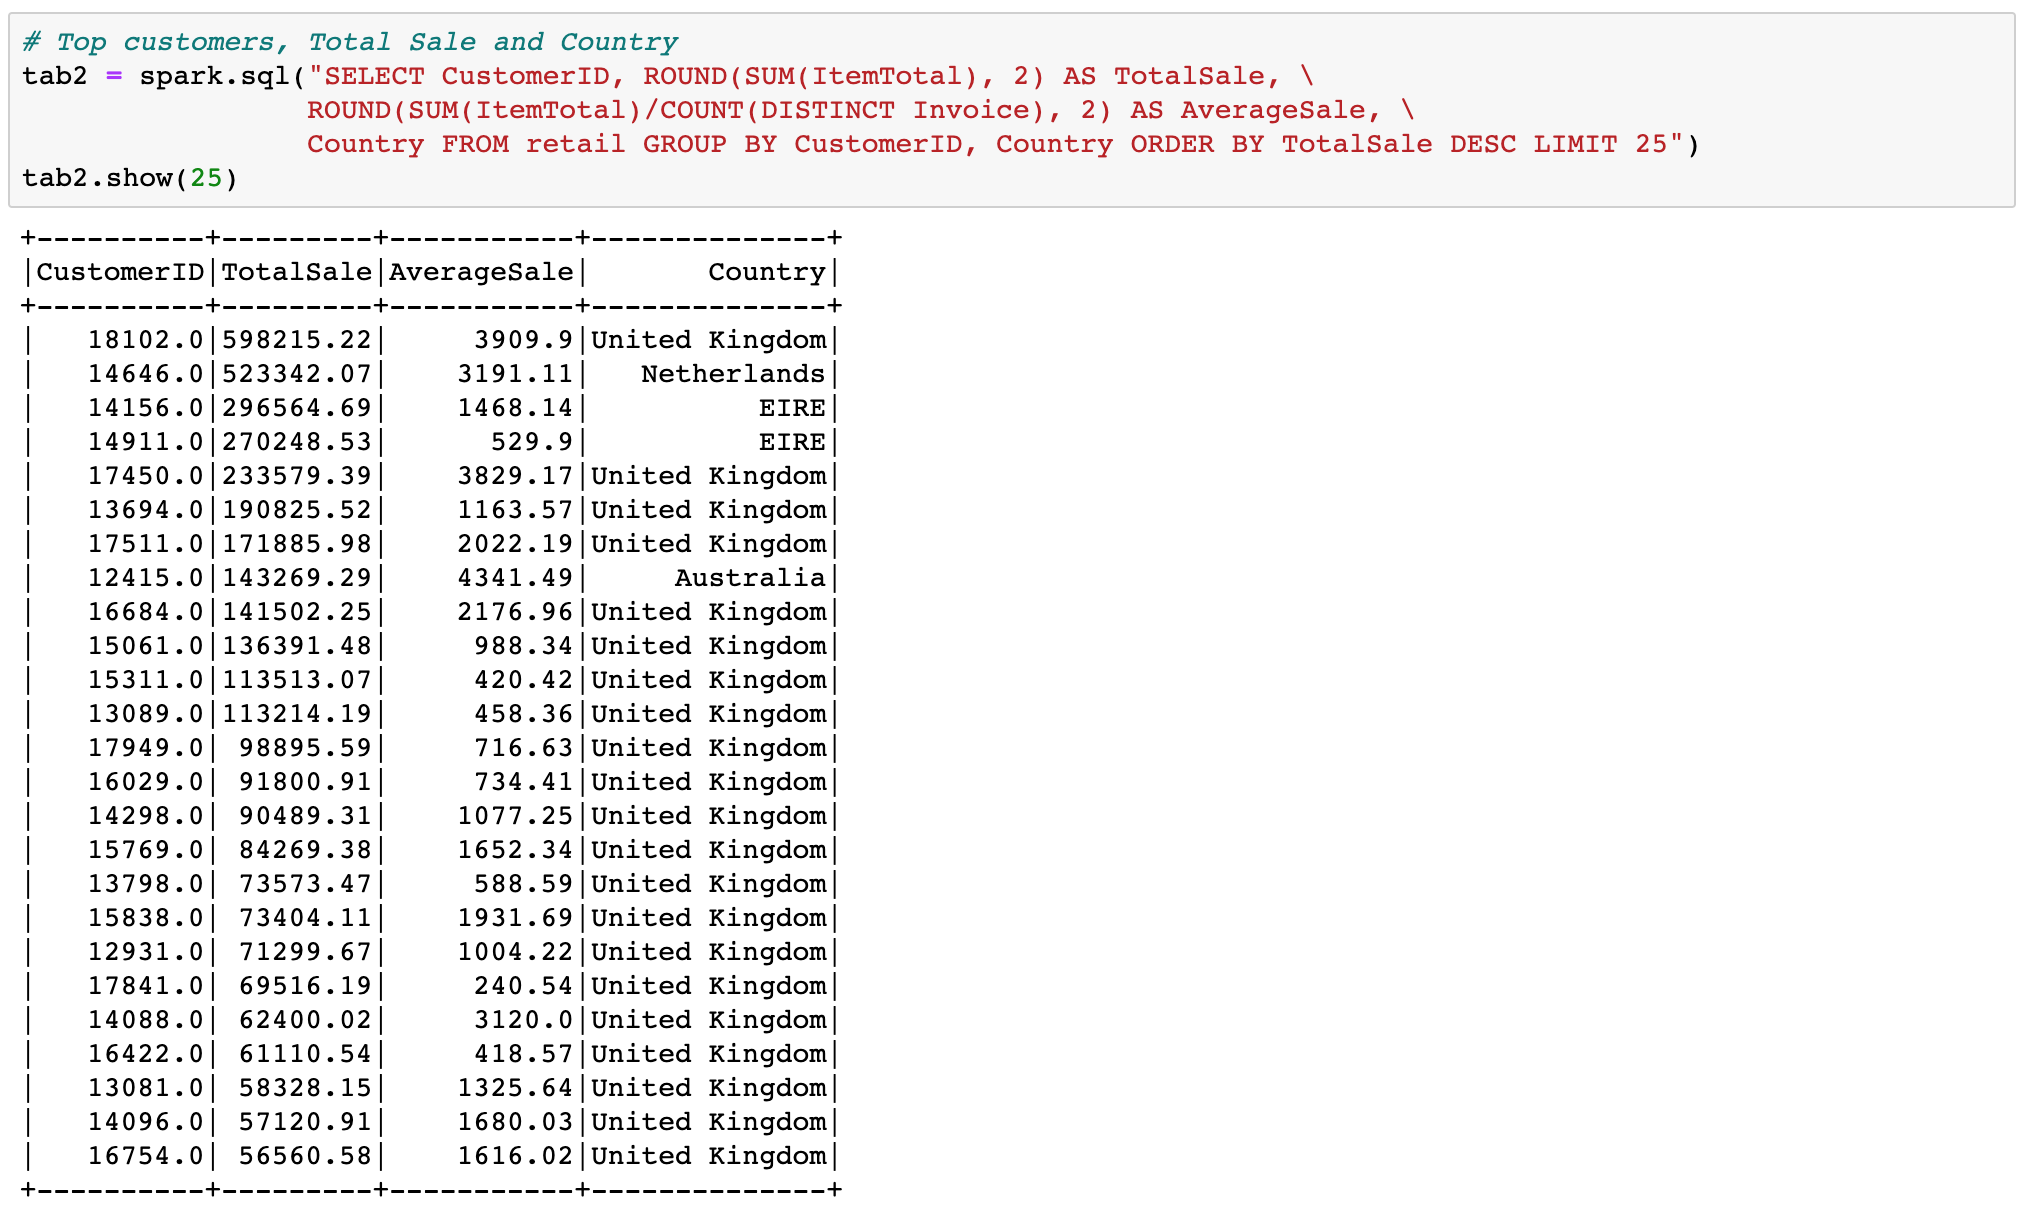 # Top customers, Total Sale and Country
tab2 = spark.sql("SELECT CustomerID, ROUND(SUM(ItemTotal), 2) AS TotalSale, \
                 ROUND(SUM(ItemTotal)/COUNT(DISTINCT Invoice), 2) AS AverageSale, \
                 Country FROM retail GROUP BY CustomerID, Country ORDER BY TotalSale DESC LIMIT 25")
tab2.show(25)
+----------+---------+-----------+--------------+
|CustomerID|TotalSale|AverageSale|       Country|
+----------+---------+-----------+--------------+
|   18102.0|598215.22|     3909.9|United Kingdom|
|   14646.0|523342.07|    3191.11|   Netherlands|
|   14156.0|296564.69|    1468.14|          EIRE|
|   14911.0|270248.53|      529.9|          EIRE|
|   17450.0|233579.39|    3829.17|United Kingdom|
|   13694.0|190825.52|    1163.57|United Kingdom|
|   17511.0|171885.98|    2022.19|United Kingdom|
|   12415.0|143269.29|    4341.49|     Australia|
|   16684.0|141502.25|    2176.96|United Kingdom|
|   15061.0|136391.48|     988.34|United Kingdom|
|   15311.0|113513.07|     420.42|United Kingdom|
|   13089.0|113214.19|     458.36|United Kingdom|
|   17949.0| 98895.59|     716.63|United Kingdom|
|   16029.0| 91800.91|     734.41|United Kingdom|
|   14298.0| 90489.31|    1077.25|United Kingdom|
|   15769.0| 84269.38|    1652.34|United Kingdom|
|   13798.0| 73573.47|     588.59|United Kingdom|
|   15838.0| 73404.11|    1931.69|United Kingdom|
|   12931.0| 71299.67|    1004.22|United Kingdom|
|   17841.0| 69516.19|     240.54|United Kingdom|
|   14088.0| 62400.02|     3120.0|United Kingdom|
|   16422.0| 61110.54|     418.57|United Kingdom|
|   13081.0| 58328.15|    1325.64|United Kingdom|
|   14096.0| 57120.91|    1680.03|United Kingdom|
|   16754.0| 56560.58|    1616.02|United Kingdom|
+----------+---------+-----------+--------------+